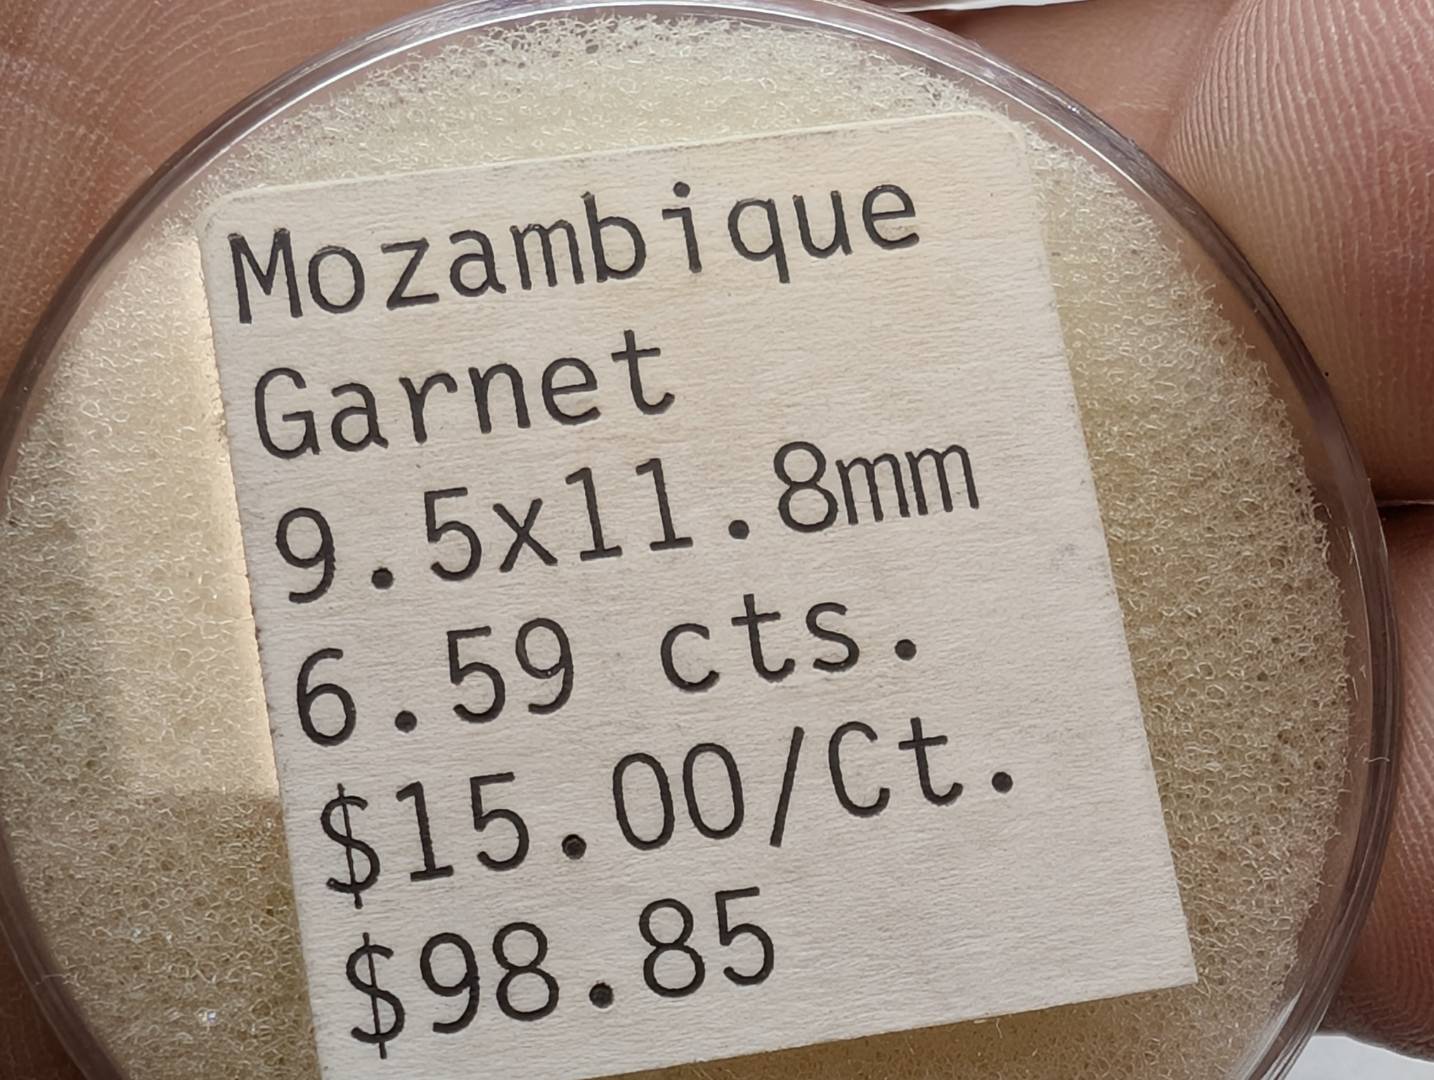 Mozambique
Garnet
9.5x11.8mm
6.59 cts.
$15.00/Ct.
$98.85